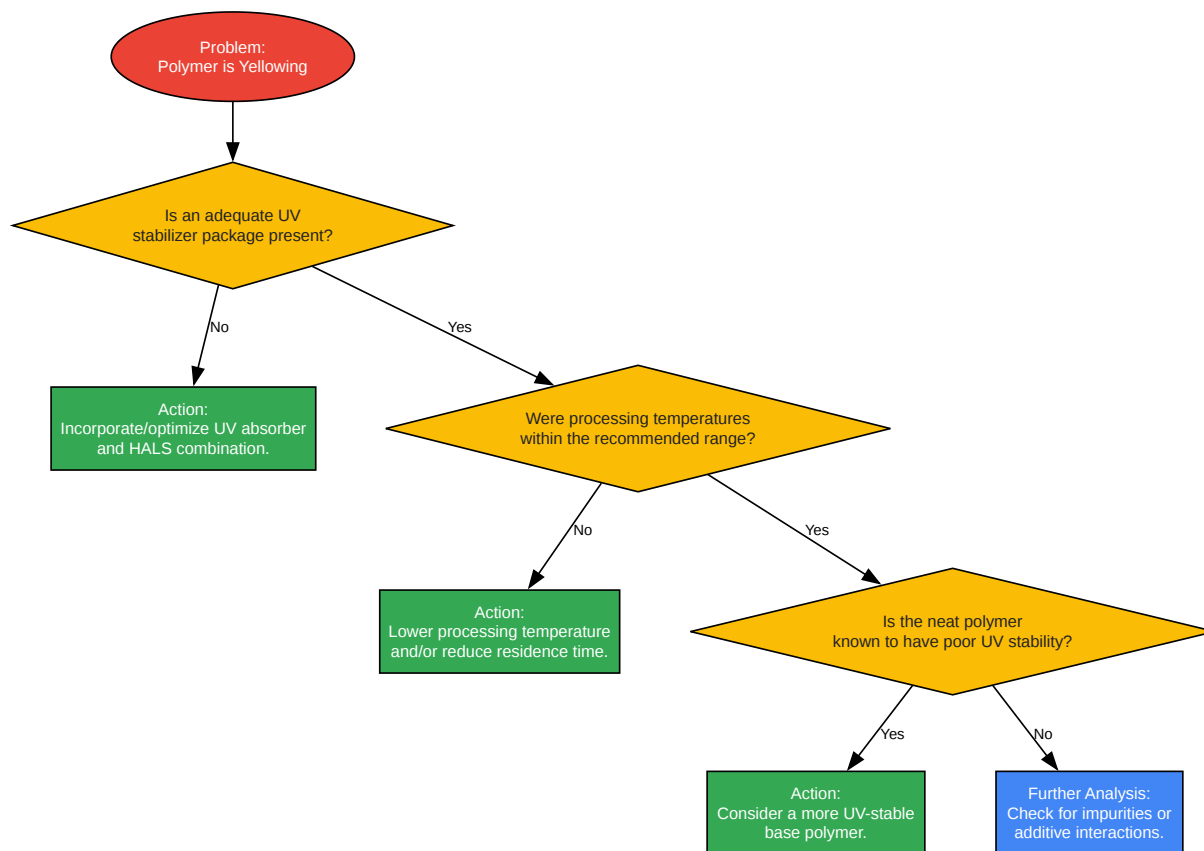 Problem:
Polymer is Yellowing
Is an adequate UV
stabilizer package present?
No
Yes
Action:
Incorporate/optimize UV absorber
and HALS combination.
Were processing temperatures
within the recommended range?
No
Yes
Action:
Lower processing temperature
and/or reduce residence time.
Is the neat polymer
known to have poor UV stability?
Yes
No
Action:
Consider a more UV-stable
base polymer.
Further Analysis:
Check for impurities or
additive interactions.